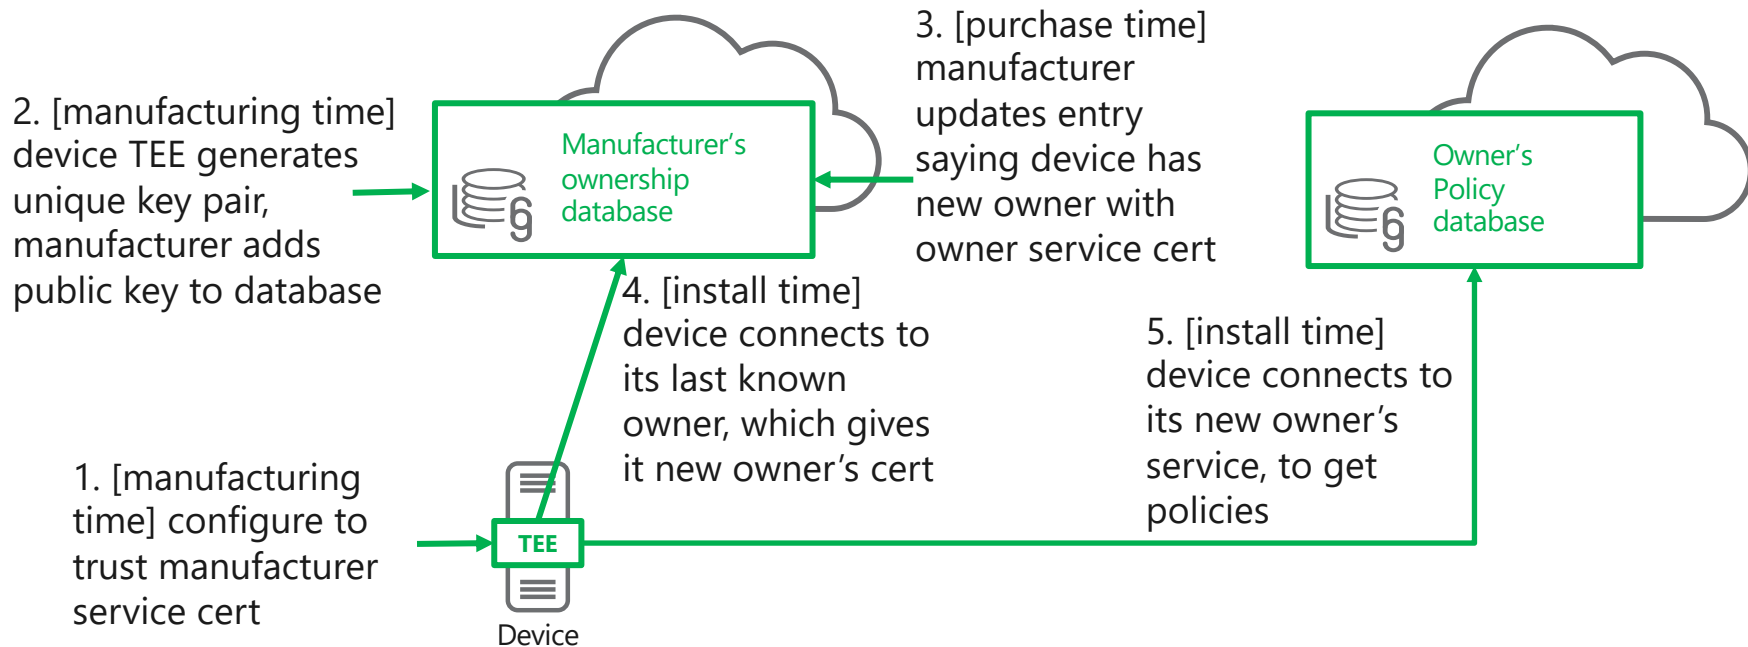 2. [manufacturing time]
device TEE generates
unique key pair,
manufacturer adds
public key to database
Manufacturer's
ownership
database
3. [purchase time]
manufacturer
updates entry
saying device has
new owner with
owner service cert
Owner's
Policy
database
4. [install time]
device connects to
its last known
owner, which gives
it new owner's cert
5. [install time]
device connects to
its new owner's
service, to get
policies
1. [manufacturing
time] configure to
trust manufacturer
service cert
TEE
Device